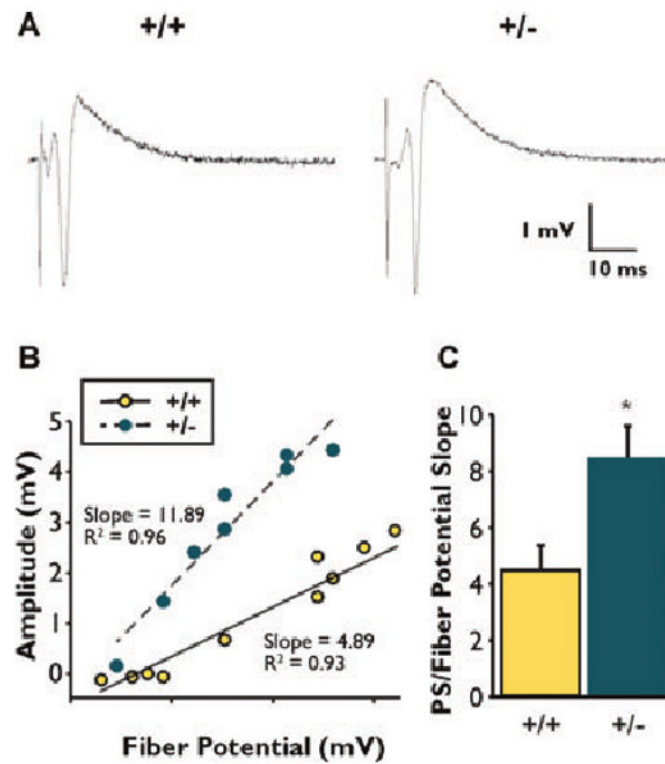 A
+/+
+/-
1 mV
10 ms
B
+/+
+/-
5
4
3
2
1
0
Amplitude (mV)
Slope = 11.89
R² = 0.96
Slope = 4.89
R² = 0.93
Fiber Potential (mV)
C
*
10
8
6
4
2
0
PS/Fiber Potential Slope
+/+
+/-